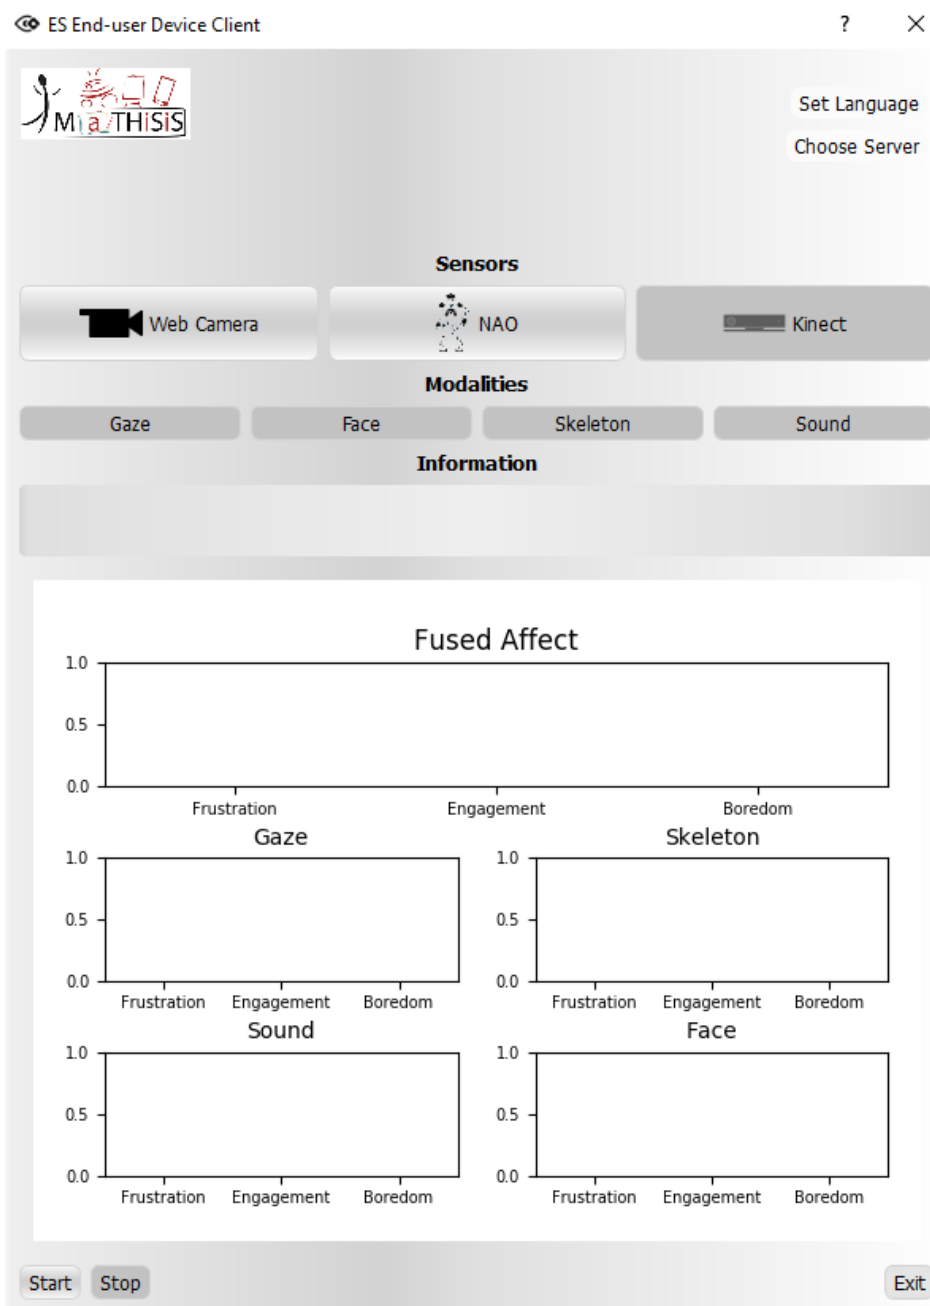 ES End-user Device Client ? ×
MaTHiSiS
Set Language
Choose Server
Sensors
Web Camera NAO Kinect
Modalities
Gaze Face Skeleton Sound
Information
Fused Affect
1.0
0.5
0.0
Frustration Engagement Boredom
Gaze Skeleton
1.0 1.0
0.5 0.5
0.0 0.0
Frustration Engagement Boredom Frustration Engagement Boredom
Sound Face
1.0 1.0
0.5 0.5
0.0 0.0
Frustration Engagement Boredom Frustration Engagement Boredom
Start Stop Exit